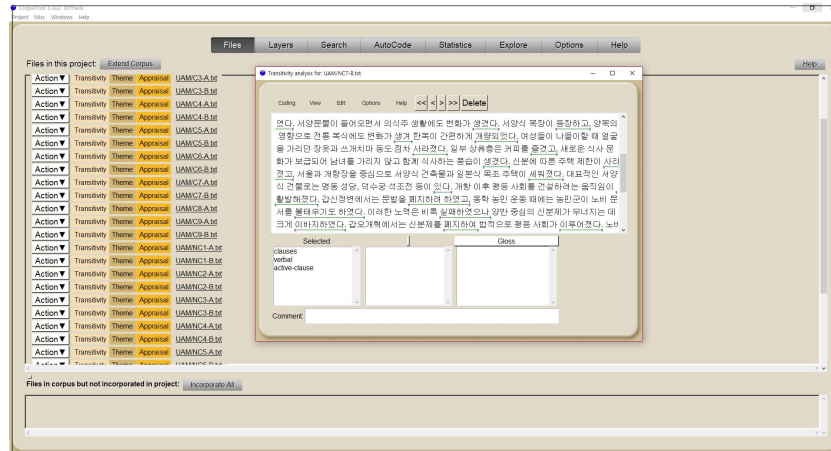 CorpusTool 3.3u2: DrThesis
Project Misc Windows Help
Files Layers Search AutoCode Statistics Explore Options Help
Files in this project: Extend Corpus Help
Action▼ Transitivity Theme Appraisal UAM/C3-A.txt
Action▼ Transitivity Theme Appraisal UAM/C3-B.txt
Action▼ Transitivity Theme Appraisal UAM/C4-A.txt
Action▼ Transitivity Theme Appraisal UAM/C4-B.txt
Action▼ Transitivity Theme Appraisal UAM/C5-A.txt
Action▼ Transitivity Theme Appraisal UAM/C5-B.txt
Action▼ Transitivity Theme Appraisal UAM/C6-A.txt
Action▼ Transitivity Theme Appraisal UAM/C6-B.txt
Action▼ Transitivity Theme Appraisal UAM/C7-A.txt
Action▼ Transitivity Theme Appraisal UAM/C7-B.txt
Action▼ Transitivity Theme Appraisal UAM/C8-A.txt
Action▼ Transitivity Theme Appraisal UAM/C9-A.txt
Action▼ Transitivity Theme Appraisal UAM/C9-B.txt
Action▼ Transitivity Theme Appraisal UAM/NC1-A.txt
Action▼ Transitivity Theme Appraisal UAM/NC1-B.txt
Action▼ Transitivity Theme Appraisal UAM/NC2-A.txt
Action▼ Transitivity Theme Appraisal UAM/NC2-B.txt
Action▼ Transitivity Theme Appraisal UAM/NC3-A.txt
Action▼ Transitivity Theme Appraisal UAM/NC3-B.txt
Action▼ Transitivity Theme Appraisal UAM/NC4-A.txt
Action▼ Transitivity Theme Appraisal UAM/NC4-B.txt
Action▼ Transitivity Theme Appraisal UAM/NC5-A.txt
Transitivity analysis for: UAM/NC7-B.txt
Coding View Edit Options Help << < > >> Delete
였다. 서양문물이 들어오면서 의식주 생활에도 변화가 생겼다. 서양식 복장이 등장하고, 양복의
영향으로 전통 복식에도 변화가 생겨 한복이 간편하게 개량되었다. 여성들이 나들이할 때 얼굴
을 가리던 장옷과 쓰개치마 등도 점차 사라졌다. 일부 상류층은 커피를 즐겼고, 새로운 식사 문
화가 보급되어 남녀를 가리지 않고 함께 식사하는 풍습이 생겼다. 신분에 따른 주택 제한이 사라
졌고, 서울과 개항장을 중심으로 서양식 건축물과 일본식 목조 주택이 세워졌다. 대표적인 서양
식 건물로는 명동 성당, 덕수궁 석조전 등이 있다. 개항 이후 평등 사회를 건설하려는 움직임이
활발해졌다. 갑신정변에서는 문벌을 폐지하려 하였고, 동학 농민 운동 때에는 농민군이 노비 문
서를 불태우기도 하였다. 이러한 노력은 비록 실패하였으나 양반 중심의 신분제가 무너지는 데
크게 이바지하였다. 갑오개혁에서는 신분제를 폐지하여 법적으로 평등 사회가 이루어졌다. 노비
Selected Gloss
clauses
verbal
active-clause
Comment:
Files in corpus but not incorporated in project: Incorporate All